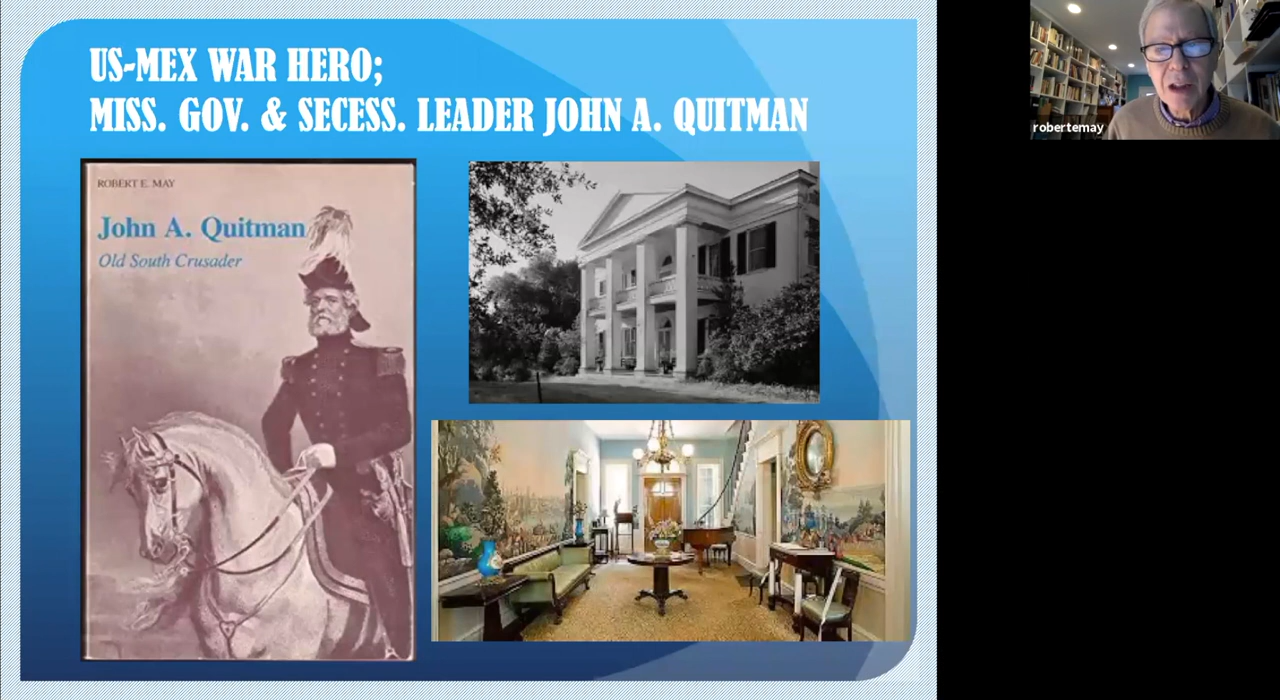 US-MEX WAR HERO;
MISS. GOV. & SECESS. LEADER JOHN A. QUITMAN
ROBERT E. MAY
John A. Quitman
Old South Crusader
robertemay